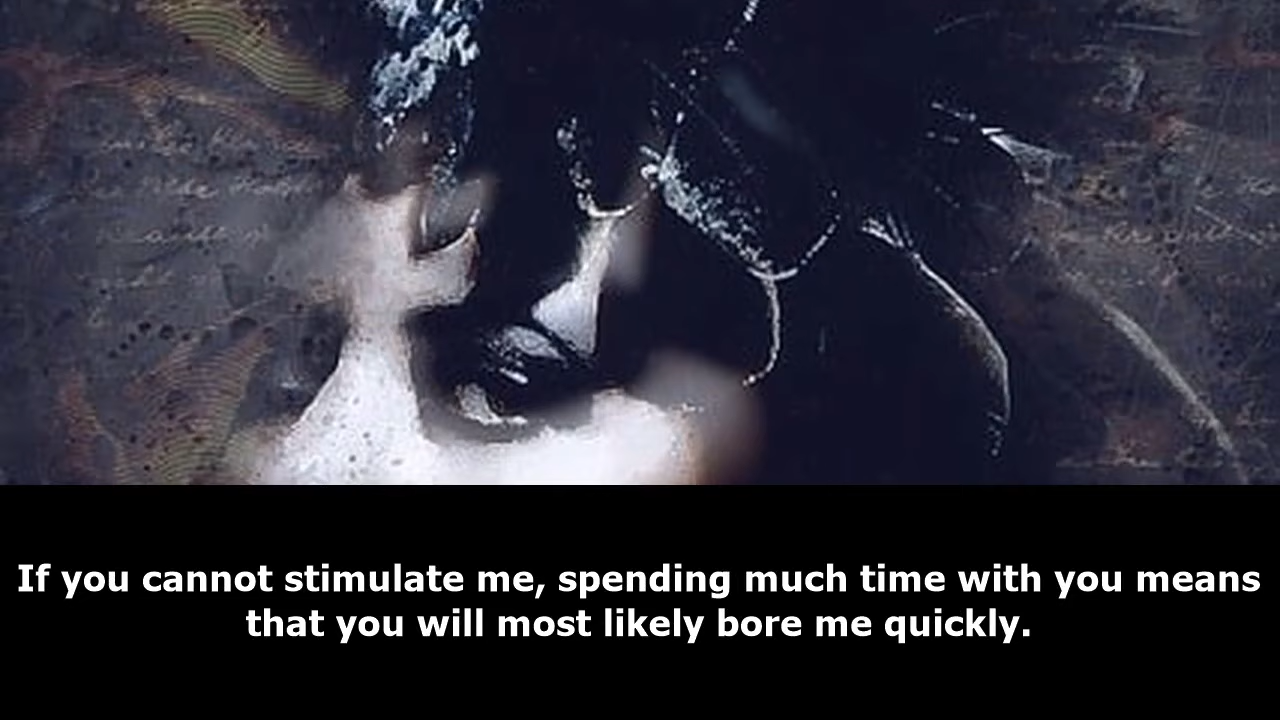 If you cannot stimulate me, spending much time with you means
that you will most likely bore me quickly.